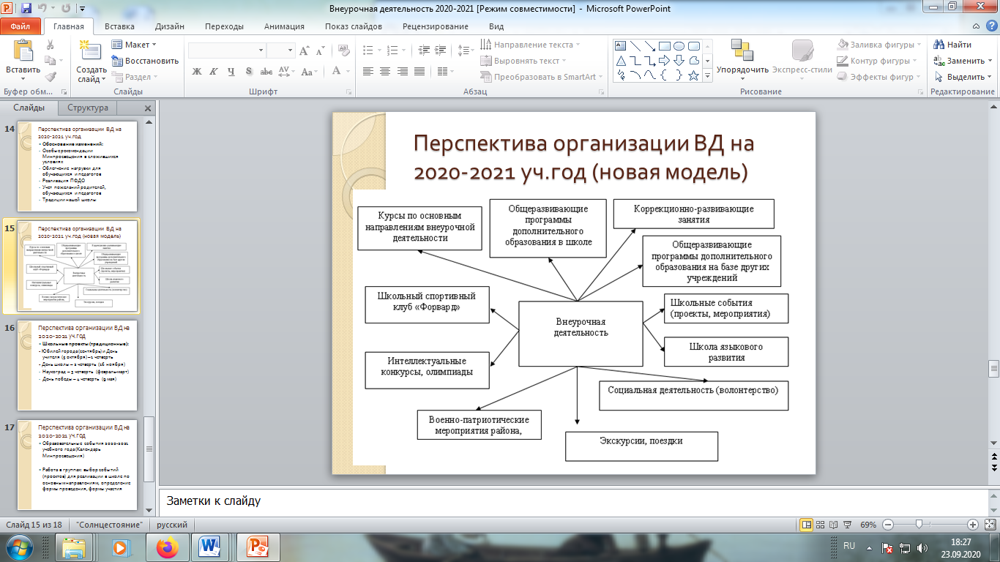 Внеурочная деятельность 2020-2021 [Режим совместимости] - Microsoft PowerPoint
Файл Главная Вставка Дизайн Переходы Анимация Показ слайдов Рецензирование Вид
Вставить
Создать слайд
Макет
Восстановить
Раздел
Ж К Ч S abc AV Aa A
Направление текста
Выровнять текст
Преобразовать в SmartArt
Упорядочить
Экспресс-стили
Заливка фигуры
Контур фигуры
Эффекты фигур
Найти
Заменить
Выделить
Буфер обм... Слайды Шрифт Абзац Рисование Редактирование
Слайды Структура
14
Перспектива организации ВД на
2020-2021 уч.год
Обоснование изменений:
- Особые рекомендации
Минпросвещения в сложившихся
условиях
- Облегчение нагрузки для
обучающихся и педагогов
- Реализация ПФДО
- Учет пожеланий родителей,
обучающихся и педагогов
- Традиции нашей школы
15
Перспектива организации ВД на
2020-2021 уч.год (новая модель)
16
Перспектива организации ВД на
2020-2021 уч.год
Школьные проекты (традиционные):
- Юбилей города (сентябрь) и День
учителя (5 октября) – 1 четверть
- День школы – 2 четверть (16 ноября)
- Наукоград – 3 четверть (февраль-март)
- День победы – 4 четверть (9 мая)
17
Перспектива организации ВД на
2020-2021 уч.год
Образовательные события 2020-2021
учебного года (Календарь
Минпросвещения)
Работа в группах: выбор событий
(проектов) для реализации в школе по
основным направлениям, определение
формы проведения, формы участия
Перспектива организации ВД на
2020-2021 уч.год (новая модель)
Курсы по основным
направлениям внеурочной
деятельности
Общеразвивающие
программы
дополнительного
образования в школе
Коррекционно-развивающие
занятия
Общеразвивающие
программы дополнительного
образования на базе других
учреждений
Школьный спортивный
клуб «Форвард»
Внеурочная
деятельность
Школьные события
(проекты, мероприятия)
Интеллектуальные
конкурсы, олимпиады
Школа языкового
развития
Социальная деятельность (волонтерство)
Военно-патриотические
мероприятия района,
Экскурсии, поездки
Заметки к слайду
Слайд 15 из 18 "Солнцестояние" русский 69%
RU 18:27
23.09.2020